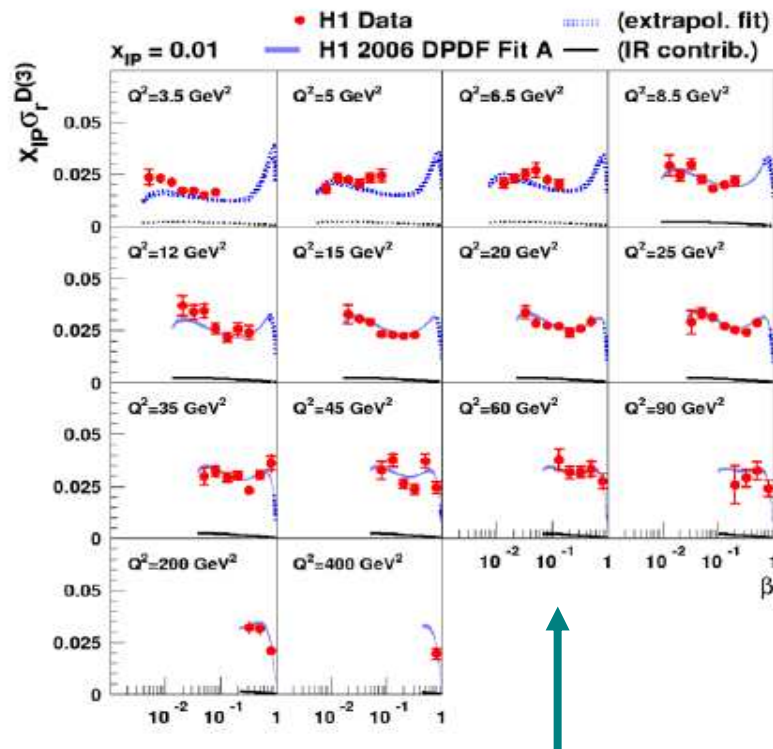 H1 Data
(extrapol. fit)
x_IP = 0.01
H1 2006 DPDF Fit A
(IR contrib.)
x_IP σ_r^D(3)
Q²=3.5 GeV²
Q²=5 GeV²
Q²=6.5 GeV²
Q²=8.5 GeV²
0.05
0.025
0
Q²=12 GeV²
Q²=15 GeV²
Q²=20 GeV²
Q²=25 GeV²
0.05
0.025
0
Q²=35 GeV²
Q²=45 GeV²
Q²=60 GeV²
Q²=90 GeV²
0.05
0.025
0
10⁻² 10⁻¹ 1
10⁻² 10⁻¹ 1
β
Q²=200 GeV²
Q²=400 GeV²
0.05
0.025
0
10⁻² 10⁻¹ 1
10⁻² 10⁻¹ 1